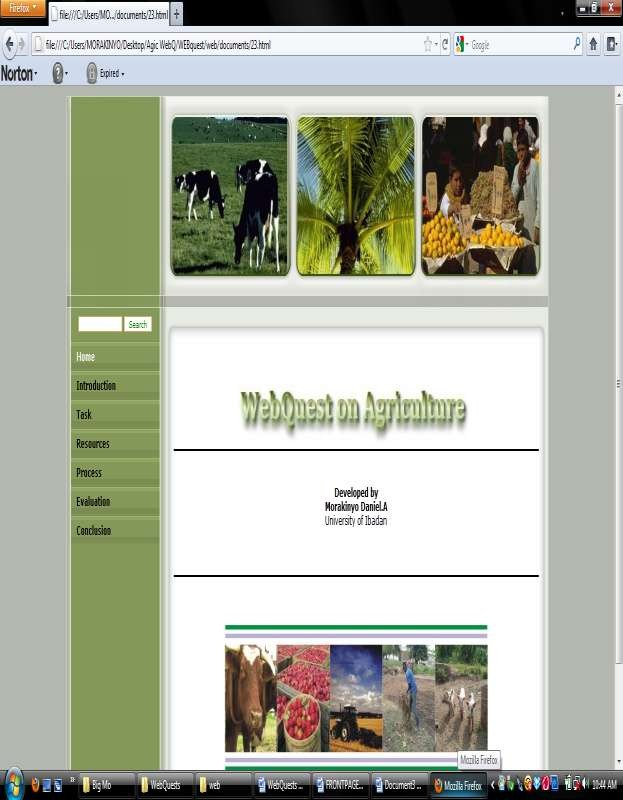 Firefox
file:///C:/Users/MO.../documents/23.html
file:///C:/Users/MORAKINYO/Desktop/Agic WebQ/WEBquest/web/documents/23.html
Google
Norton
Expired
Search
Home
Introduction
Task
Resources
Process
Evaluation
Conclusion
WebQuest on Agriculture
Developed by
Morakinyo Daniel.A
University of Ibadan
Mozilla Firefox
Big Mo
WebQuests
web
WebQuests ...
FRONTPAGE...
Document3 ...
Mozilla Firefox
10:44 AM